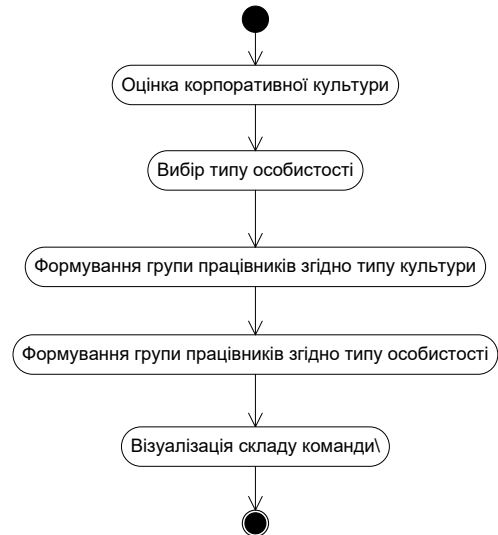 Оцінка корпоративної культури
Вибір типу особистості
Формування групи працівників згідно типу культури
Формування групи працівників згідно типу особистості
Візуалізація складу команди\